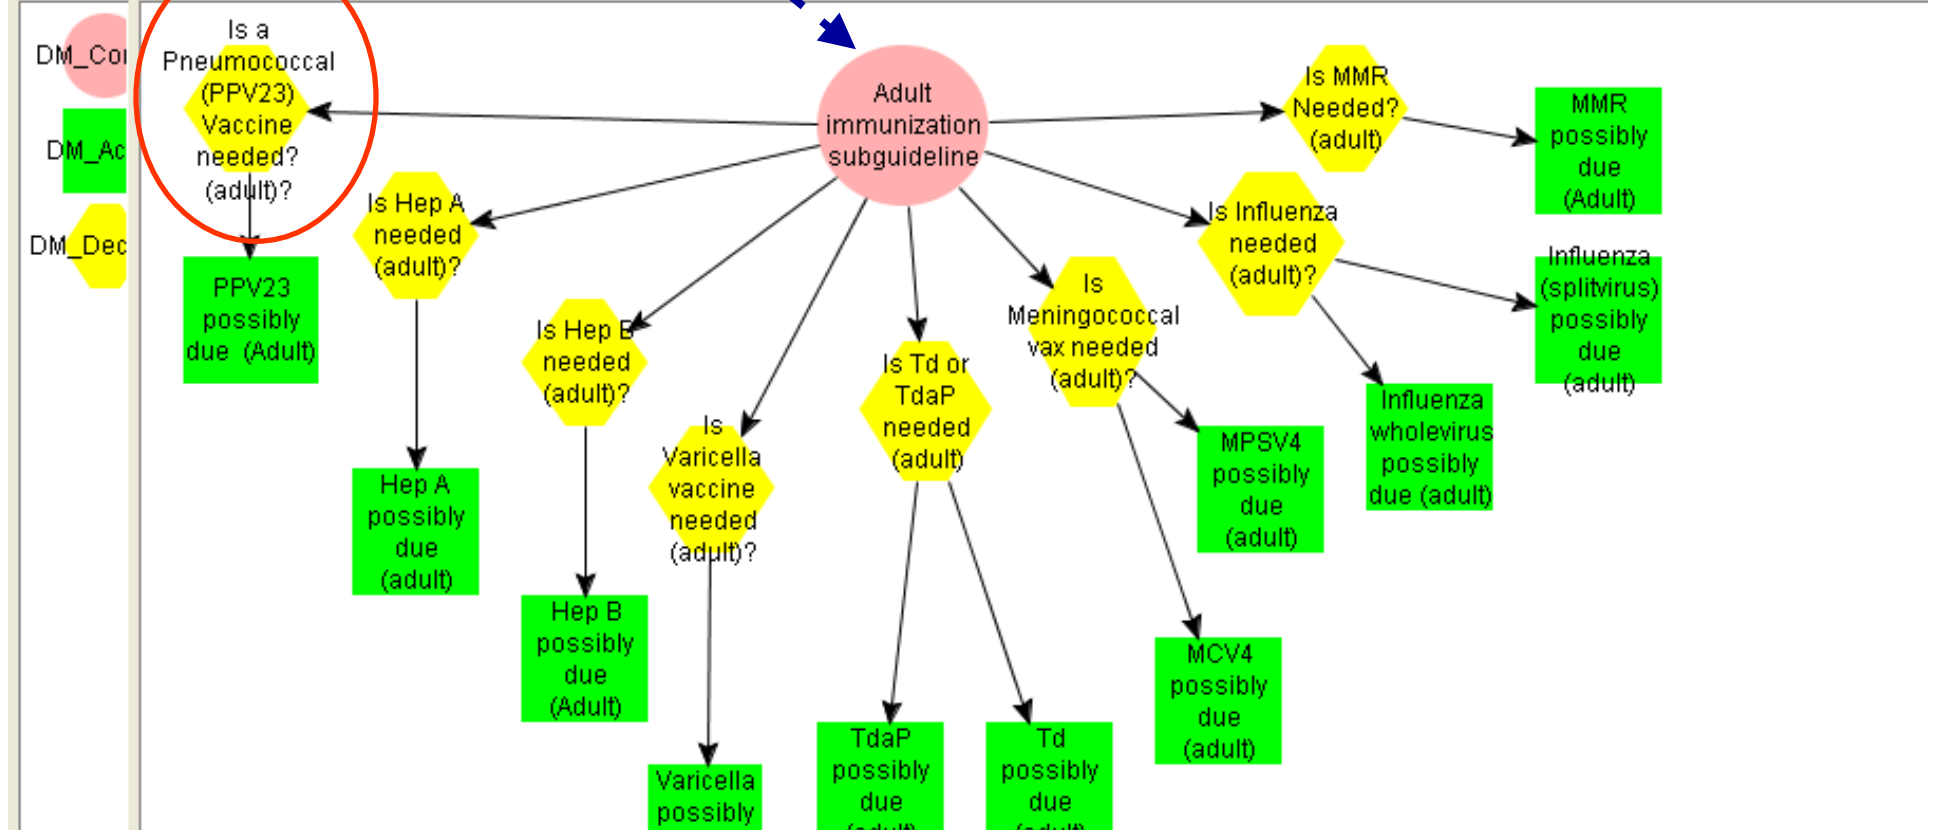 DM_Cor
DM_Ac
DM_Dec
Is a
Pneumococcal
(PPV23)
Vaccine
needed?
(adult)?
PPV23
possibly
due (Adult)
Is Hep A
needed
(adult)?
Hep A
possibly
due
(adult)
Is Hep B
needed
(adult)?
Hep B
possibly
due
(Adult)
Is
Varicella
vaccine
needed
(adult)?
Varicella
possibly
Adult
immunization
subguideline
Is Td or
TdaP
needed
(adult)
TdaP
possibly
due
(adult)
Td
possibly
due
(adult)
Is
Meningococcal
vax needed
(adult)?
MPSV4
possibly
due
(adult)
MCV4
possibly
due
(adult)
Is Influenza
needed
(adult)?
Influenza
wholevirus
possibly
due (adult)
Influenza
(splitvirus)
possibly
due
(adult)
Is MMR
Needed?
(adult)
MMR
possibly
due
(Adult)